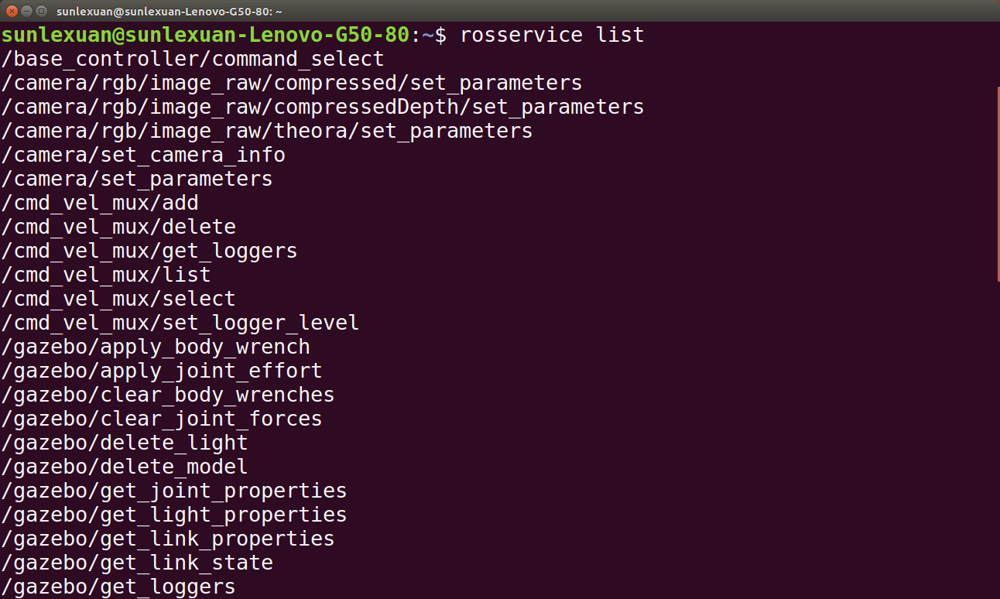 sunlexuan@sunlexuan-Lenovo-G50-80: ~
sunlexuan@sunlexuan-Lenovo-G50-80:~$ rosservice list
/base_controller/command_select
/camera/rgb/image_raw/compressed/set_parameters
/camera/rgb/image_raw/compressedDepth/set_parameters
/camera/rgb/image_raw/theora/set_parameters
/camera/set_camera_info
/camera/set_parameters
/cmd_vel_mux/add
/cmd_vel_mux/delete
/cmd_vel_mux/get_loggers
/cmd_vel_mux/list
/cmd_vel_mux/select
/cmd_vel_mux/set_logger_level
/gazebo/apply_body_wrench
/gazebo/apply_joint_effort
/gazebo/clear_body_wrenches
/gazebo/clear_joint_forces
/gazebo/delete_light
/gazebo/delete_model
/gazebo/get_joint_properties
/gazebo/get_light_properties
/gazebo/get_link_properties
/gazebo/get_link_state
/gazebo/get_loggers